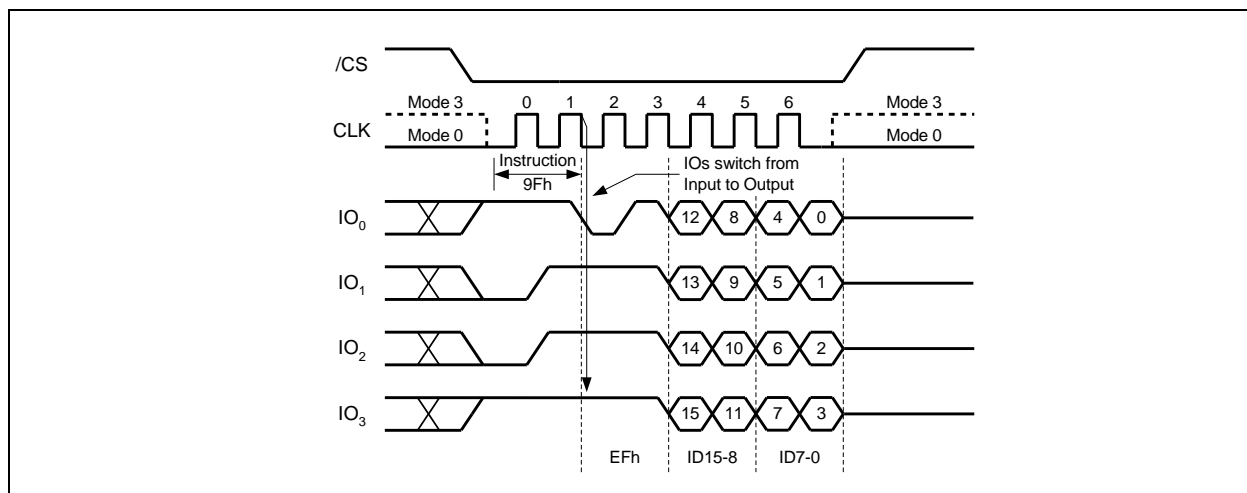 /CS
Mode 3 0 1 2 3 4 5 6 Mode 3
CLK Mode 0 Mode 0
Instruction IOs switch from
9Fh Input to Output
IO0 12 8 4 0
IO1 13 9 5 1
IO2 14 10 6 2
IO3 15 11 7 3
EFh ID15-8 ID7-0